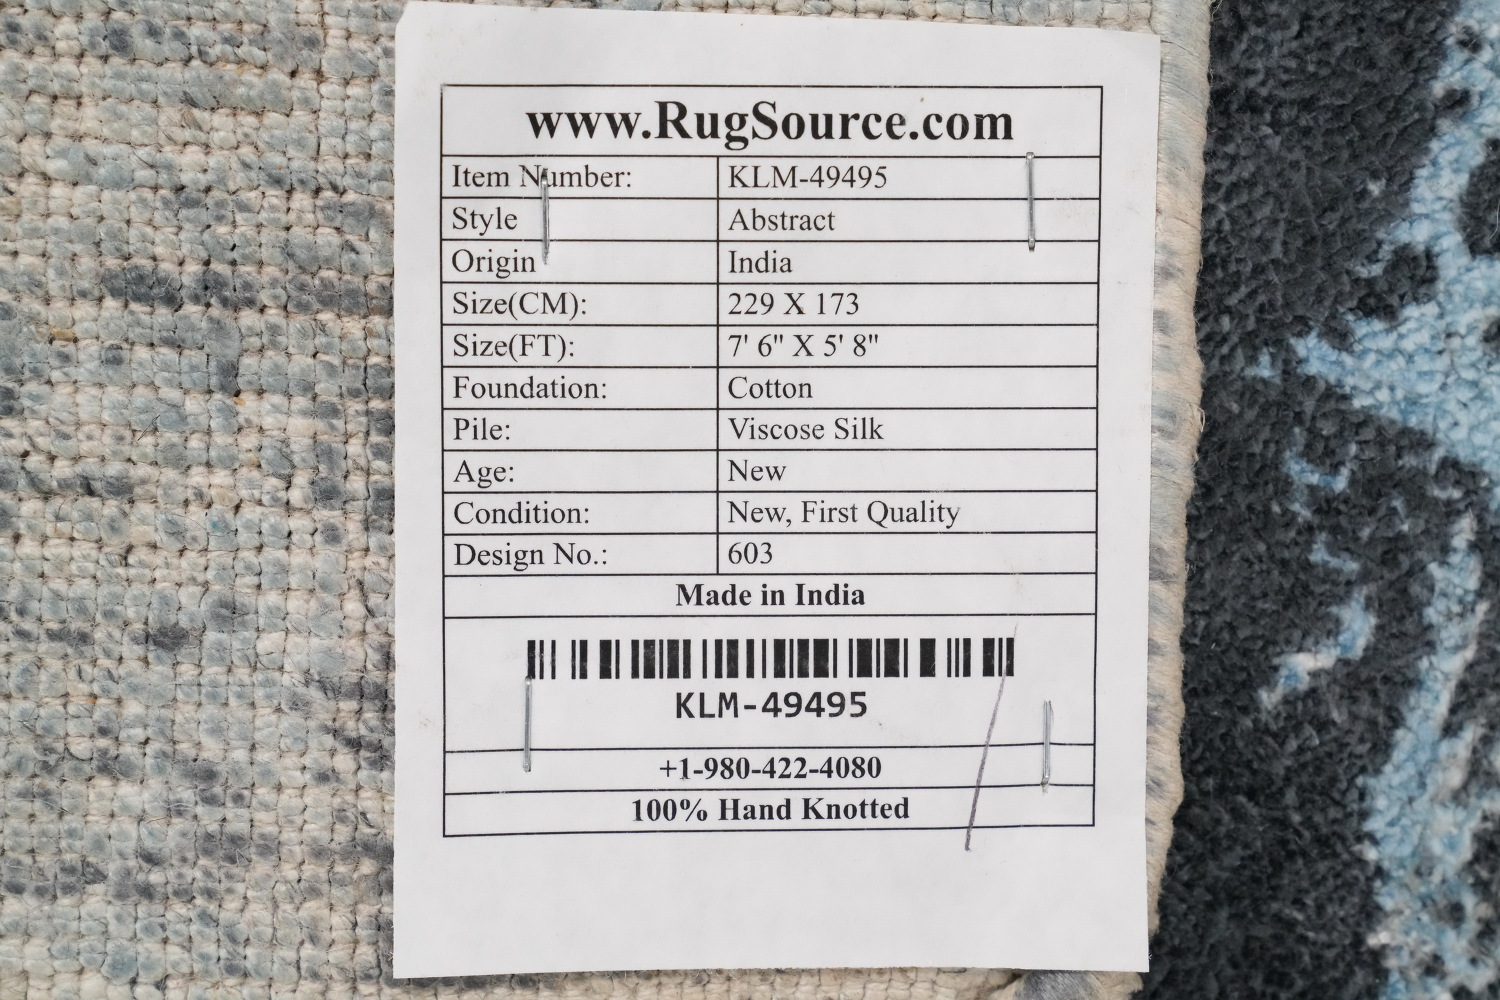 www.RugSource.com
Item Number: KLM-49495
Style Abstract
Origin India
Size(CM): 229 X 173
Size(FT): 7' 6" X 5' 8"
Foundation: Cotton
Pile: Viscose Silk
Age: New
Condition: New, First Quality
Design No.: 603
Made in India
KLM-49495
+1-980-422-4080
100% Hand Knotted